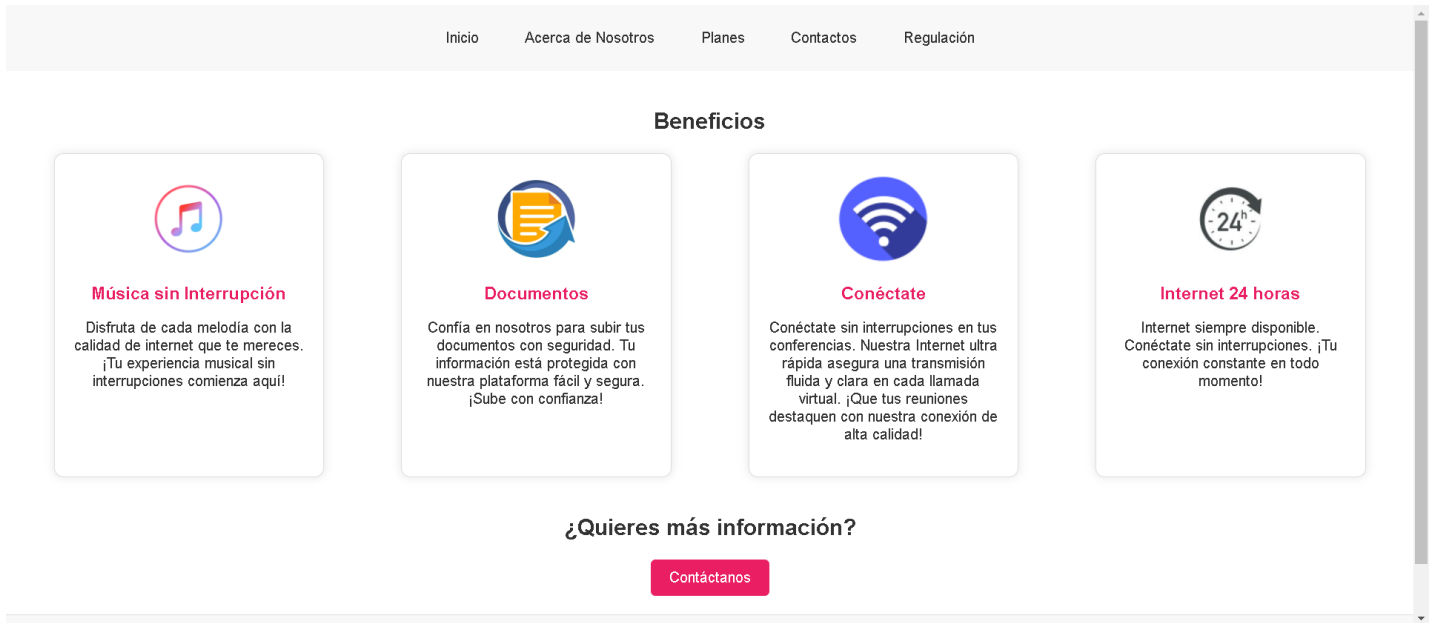 Inicio Acerca de Nosotros Planes Contactos Regulación
Beneficios
24h
Música sin Interrupción
Disfruta de cada melodía con la
calidad de internet que te mereces.
¡Tu experiencia musical sin
interrupciones comienza aquí!
Documentos
Confía en nosotros para subir tus
documentos con seguridad. Tu
información está protegida con
nuestra plataforma fácil y segura.
¡Sube con confianza!
Conéctate
Conéctate sin interrupciones en tus
conferencias. Nuestra Internet ultra
rápida asegura una transmisión
fluida y clara en cada llamada
virtual. ¡Que tus reuniones
destaquen con nuestra conexión de
alta calidad!
Internet 24 horas
Internet siempre disponible.
Conéctate sin interrupciones. ¡Tu
conexión constante en todo
momento!
¿Quieres más información?
Contáctanos